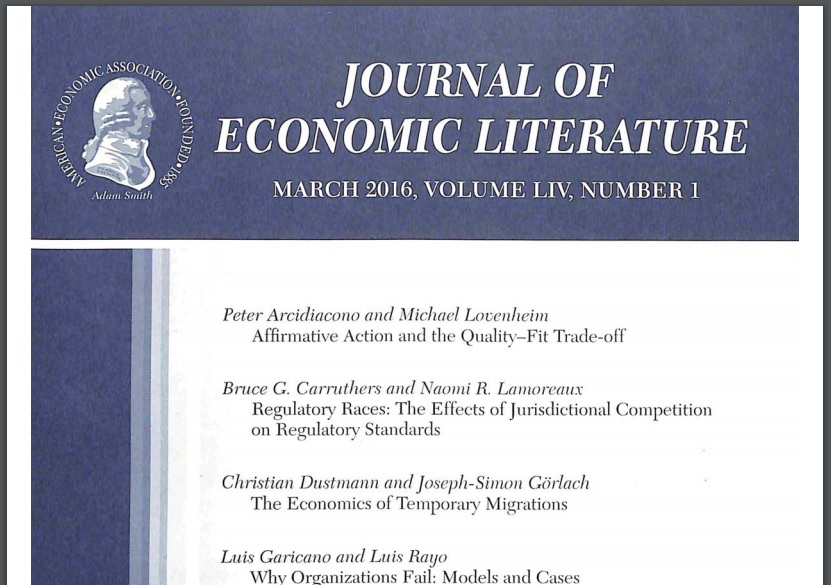 AMERICAN•ECONOMIC ASSOCIATION•FOUNDED•1885
Adam Smith
JOURNAL OF
ECONOMIC LITERATURE
MARCH 2016, VOLUME LIV, NUMBER 1
Peter Arcidiacono and Michael Lovenheim
Affirmative Action and the Quality–Fit Trade-off
Bruce G. Carruthers and Naomi R. Lamoreaux
Regulatory Races: The Effects of Jurisdictional Competition
on Regulatory Standards
Christian Dustmann and Joseph-Simon Görlach
The Economics of Temporary Migrations
Luis Garicano and Luis Rayo
Why Organizations Fail: Models and Cases